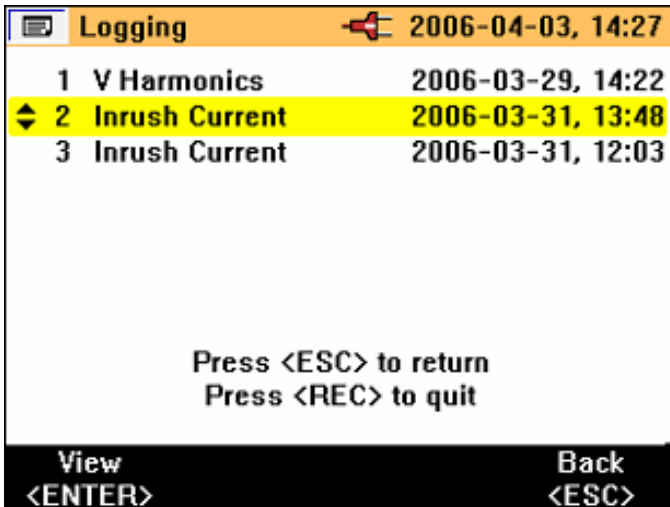 Logging 2006-04-03, 14:27
1 V Harmonics 2006-03-29, 14:22
2 Inrush Current 2006-03-31, 13:48
3 Inrush Current 2006-03-31, 12:03
Press <ESC> to return
Press <REC> to quit
View Back
<ENTER> <ESC>